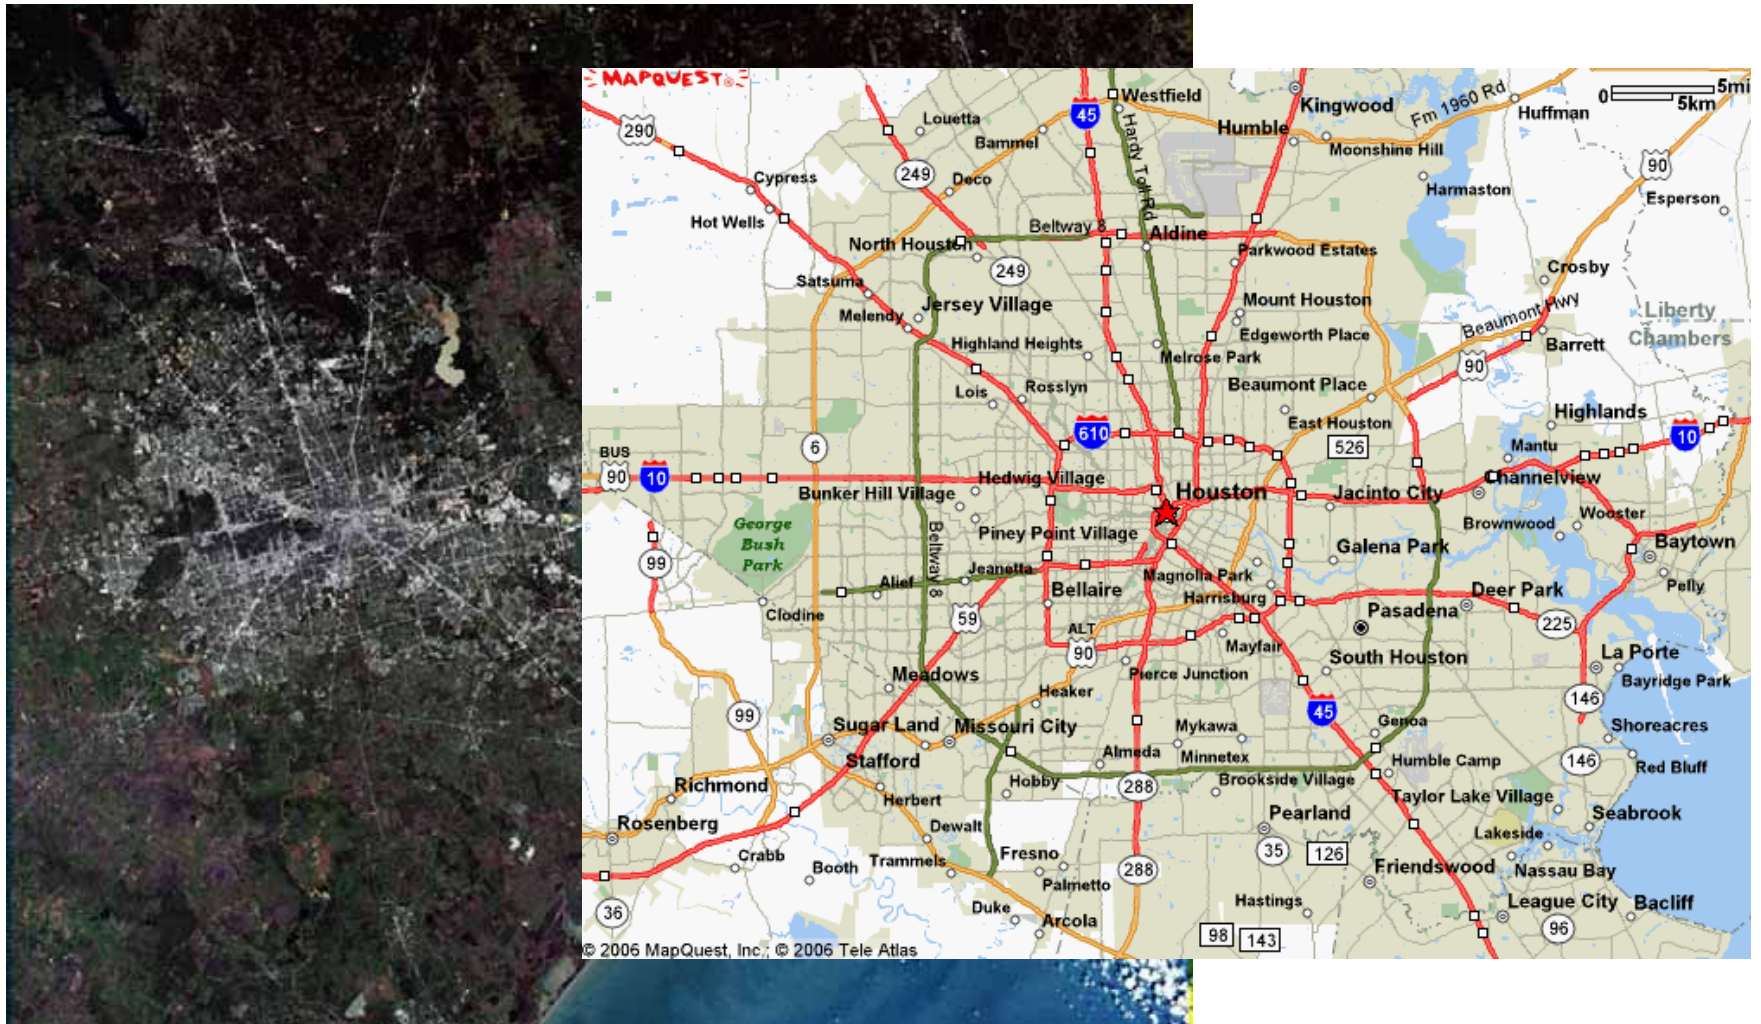 MAPQUEST
Westfield
Kingwood
Fm 1960 Rd
Huffman
0
5mi
5km
45
290
Louetta
Bammel
Hardy Toll Rd
Humble
Moonshine Hill
90
Cypress
249
Deco
Harmaston
Esperson
Hot Wells
Beltway 8
Aldine
North Houston
Parkwood Estates
249
Crosby
Satsuma
Jersey Village
Mount Houston
Beaumont Hwy
Liberty
Chambers
Melendy
Edgeworth Place
Highland Heights
Melrose Park
Barrett
90
Lois
Rosslyn
Beaumont Place
East Houston
Highlands
610
526
10
6
Mantu
BUS
90
10
Hedwig Village
Channelview
Bunker Hill Village
Houston
Jacinto City
George
Bush
Park
Beltway 8
Piney Point Village
Brownwood
Wooster
Galena Park
Baytown
99
Alief
Jeanetta
Magnolia Park
Pelly
Bellaire
Harrisburg
Deer Park
Clodine
59
Pasadena
225
ALT
90
Mayfair
South Houston
La Porte
Meadows
Pierce Junction
Bayridge Park
Heaker
146
99
Sugar Land
Missouri City
Mykawa
45
Genoa
Shoreacres
Stafford
Almeda
Minnetex
Humble Camp
146
Red Bluff
Richmond
Hobby
288
Brookside Village
Herbert
Taylor Lake Village
Rosenberg
Dewalt
Pearland
Seabrook
Lakeside
Crabb
Booth
Trammels
Fresno
35
126
Friendswood
Nassau Bay
288
Palmetto
36
Duke
Arcola
Hastings
League City
Bacliff
98
143
96
© 2006 MapQuest, Inc.; © 2006 Tele Atlas